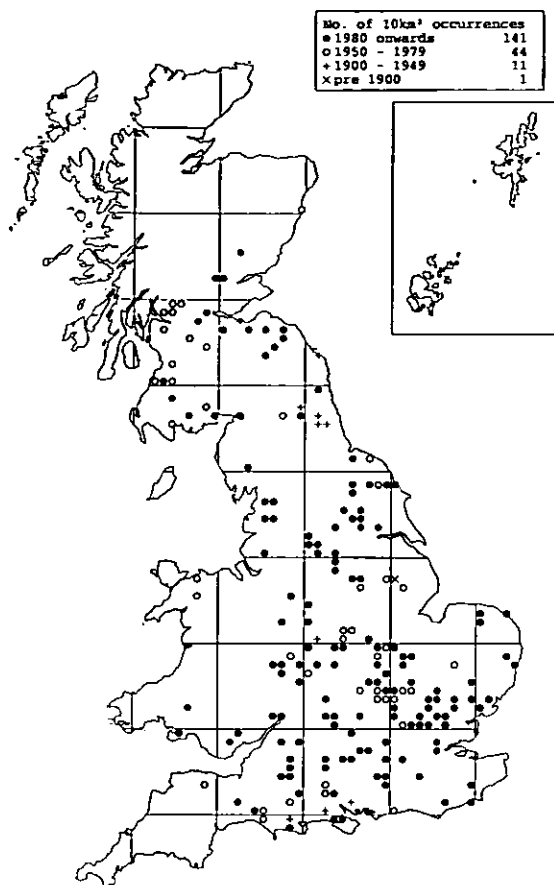 No. of 10km² occurrences
● 1980 onwards 141
○ 1950 - 1979 44
+ 1900 - 1949 11
× pre 1900 1